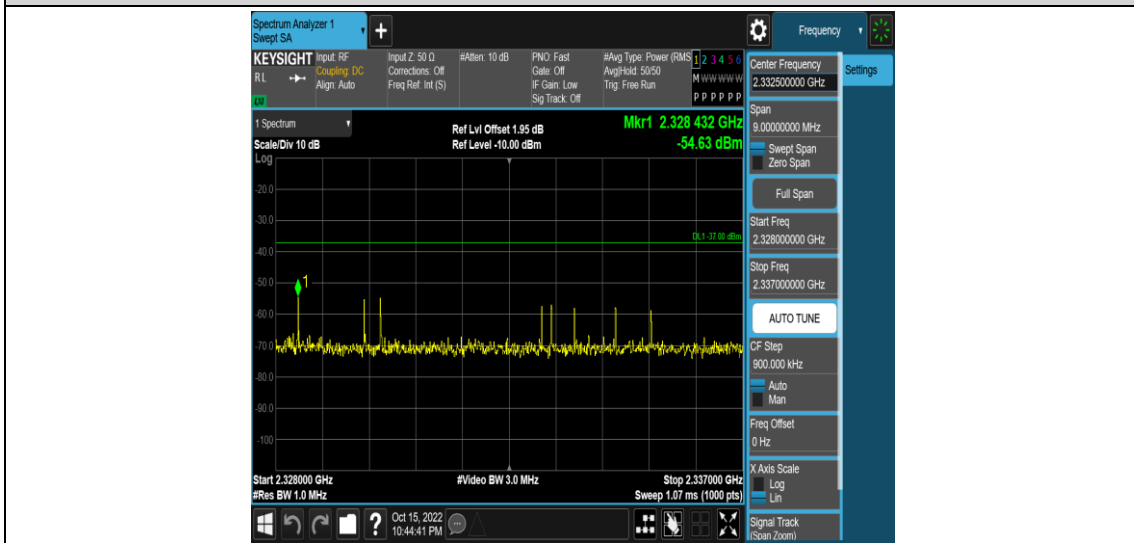 Spectrum Analyzer 1
Swept SA
+
Frequency
KEYSIGHT
RL
Input: RF
Coupling: DC
Align: Auto
Input Z: 50 Ω
Corrections: Off
Freq Ref: Int (S)
#Atten: 10 dB
PNO: Fast
Gate: Off
IF Gain: Low
Sig Track: Off
#Avg Type: Power (RMS
Avg|Hold: 50/50
Trig: Free Run
1 2 3 4 5 6
M W W W W W
P P P P P P
1 Spectrum
Scale/Div 10 dB
Ref Lvl Offset 1.95 dB
Ref Level -10.00 dBm
Mkr1 2.328 432 GHz
-54.63 dBm
Log
-20.0
-30.0
DL1 -37.00 dBm
-40.0
-50.0
1
-60.0
-70.0
-80.0
-90.0
-100
Start 2.328000 GHz
#Res BW 1.0 MHz
#Video BW 3.0 MHz
Stop 2.337000 GHz
Sweep 1.07 ms (1000 pts)
Oct 15, 2022
10:44:41 PM
Center Frequency
2.332500000 GHz
Settings
Span
9.00000000 MHz
Swept Span
Zero Span
Full Span
Start Freq
2.328000000 GHz
Stop Freq
2.337000000 GHz
AUTO TUNE
CF Step
900.000 kHz
Auto
Man
Freq Offset
0 Hz
X Axis Scale
Log
Lin
Signal Track
(Span Zoom)